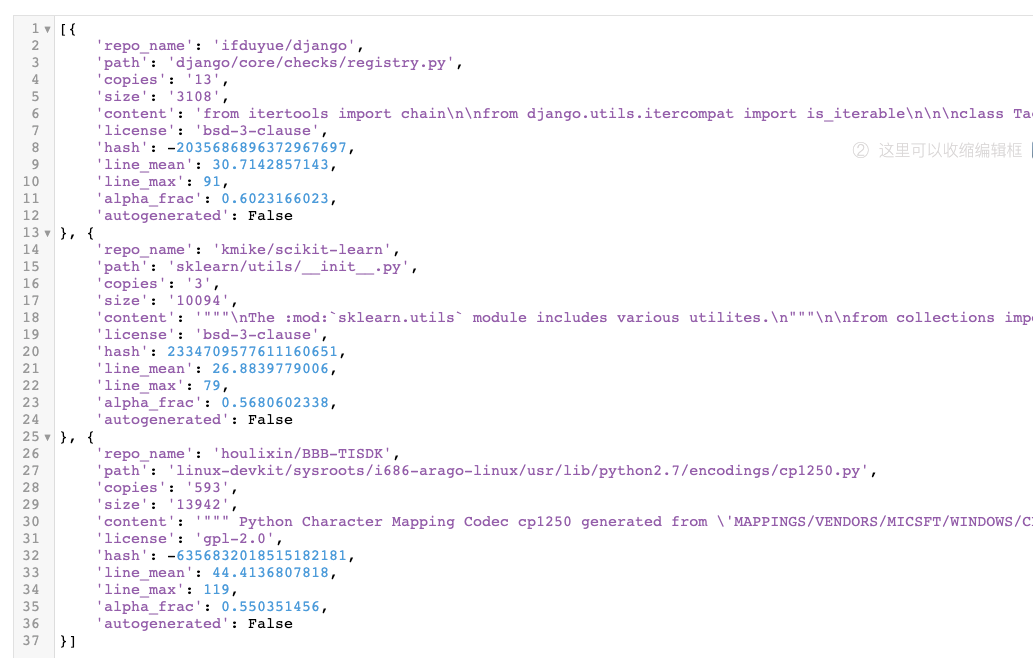 1 [{
2 'repo_name': 'ifduyue/django',
3 'path': 'django/core/checks/registry.py',
4 'copies': '13',
5 'size': '3108',
6 'content': 'from itertools import chain\n\nfrom django.utils.itercompat import is_iterable\n\n\nclass Ta
7 'license': 'bsd-3-clause',
8 'hash': -2035686896372967697,
② 这里可以收缩编辑框
9 'line_mean': 30.7142857143,
10 'line_max': 91,
11 'alpha_frac': 0.6023166023,
12 'autogenerated': False
13 }, {
14 'repo_name': 'kmike/scikit-learn',
15 'path': 'sklearn/utils/__init__.py',
16 'copies': '3',
17 'size': '10094',
18 'content': '"""\nThe :mod:`sklearn.utils` module includes various utilites.\n"""\n\nfrom collections imp
19 'license': 'bsd-3-clause',
20 'hash': 2334709577611160651,
21 'line_mean': 26.8839779006,
22 'line_max': 79,
23 'alpha_frac': 0.5680602338,
24 'autogenerated': False
25 }, {
26 'repo_name': 'houlixin/BBB-TISDK',
27 'path': 'linux-devkit/sysroots/i686-arago-linux/usr/lib/python2.7/encodings/cp1250.py',
28 'copies': '593',
29 'size': '13942',
30 'content': '""" Python Character Mapping Codec cp1250 generated from \'MAPPINGS/VENDORS/MICSFT/WINDOWS/C
31 'license': 'gpl-2.0',
32 'hash': -6356832018515182181,
33 'line_mean': 44.4136807818,
34 'line_max': 119,
35 'alpha_frac': 0.550351456,
36 'autogenerated': False
37 }]